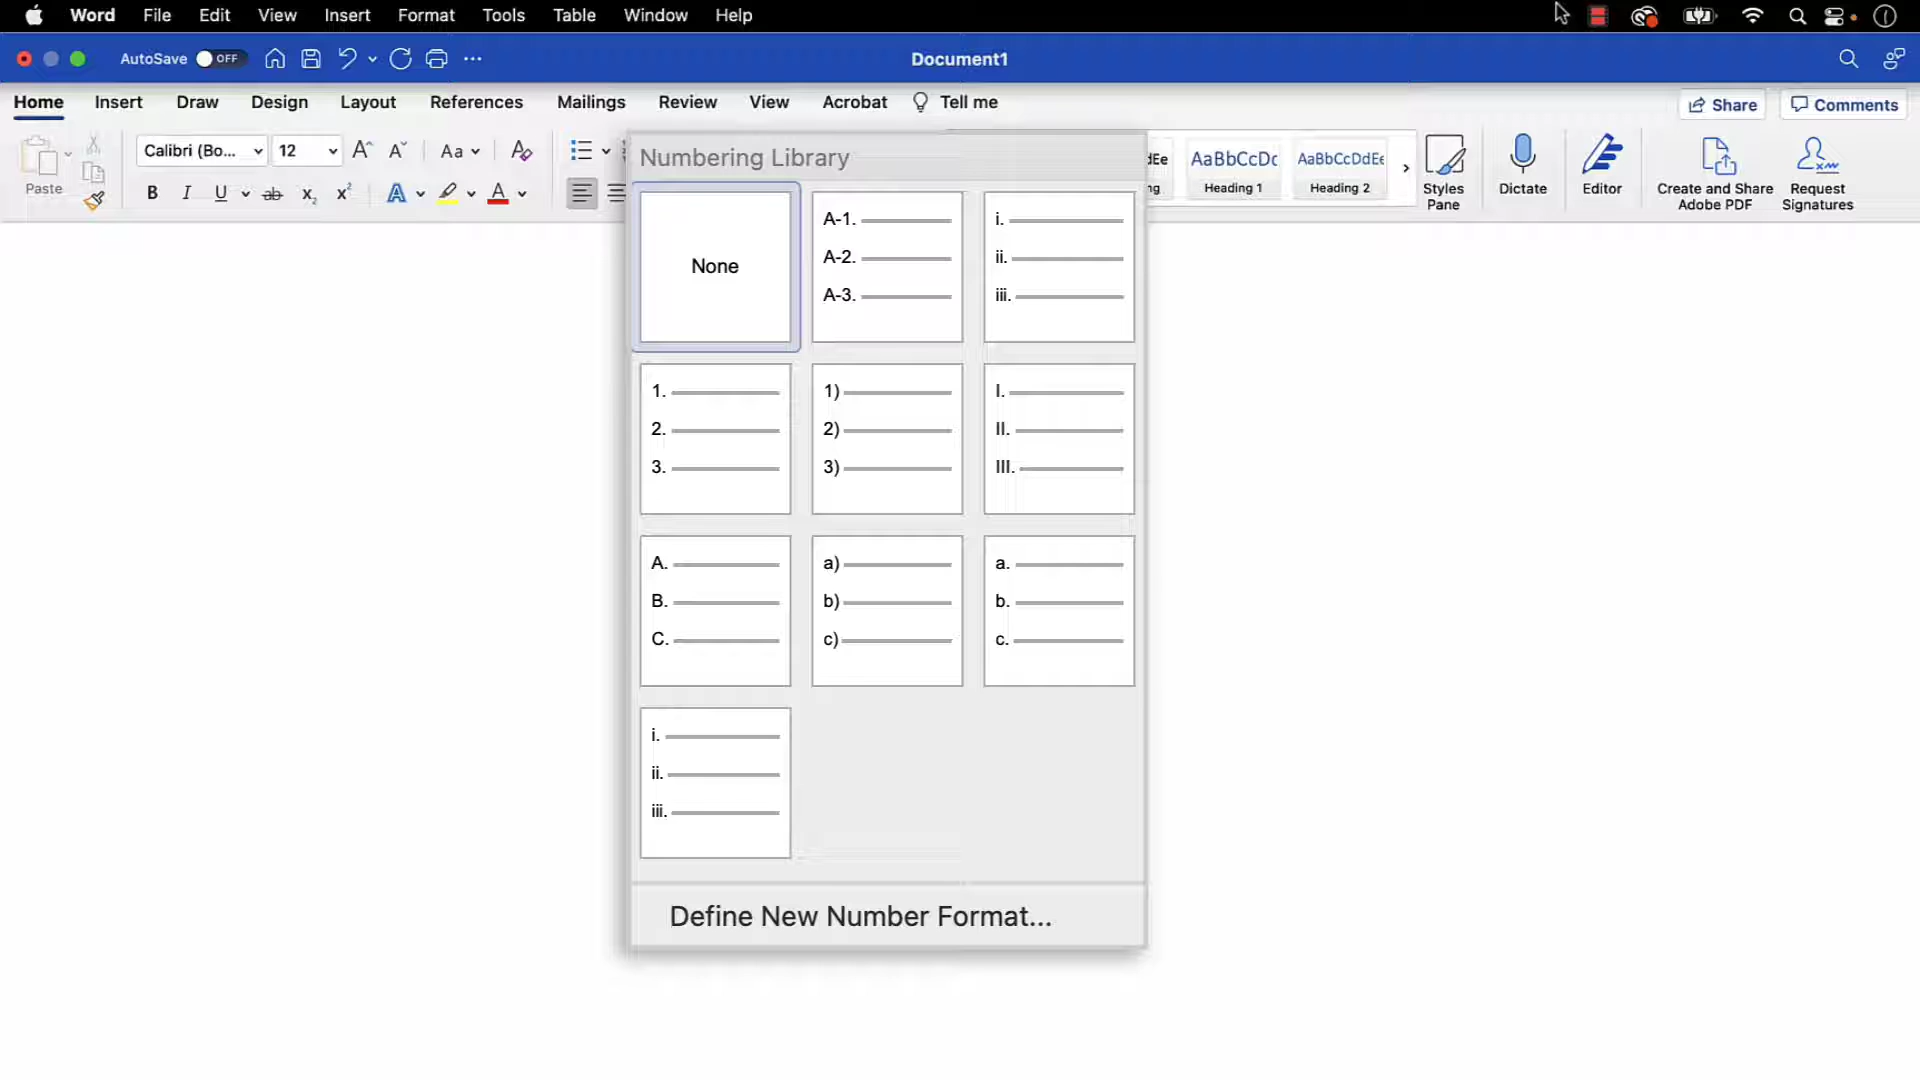 Word File Edit View Insert Format Tools Table Window Help
AutoSave OFF Document1
Home Insert Draw Design Layout References Mailings Review View Acrobat Tell me Share Comments
Calibri (Bo... 12 Aa
Paste
B I U ab x₂ x² A A
Numbering Library
AaBbCcDc AaBbCcDdEe
Heading 1 Heading 2
Styles Pane
Dictate
Editor
Create and Share Adobe PDF
Request Signatures
None
A-1.
A-2.
A-3.
i.
ii.
iii.
1.
2.
3.
1)
2)
3)
I.
II.
III.
A.
B.
C.
a)
b)
c)
a.
b.
c.
i.
ii.
iii.
Define New Number Format...